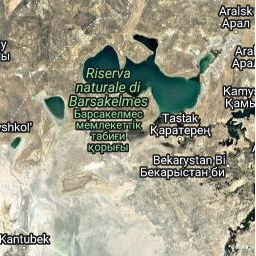 Aralsk
Арал
Riserva
naturale di
Barsakelmes
Барсакелмес
мемлекеттік
табиғи
қорығы
Tastak
Қаратерең
Bekarystan Bi
Бекарыстан би
Kantubek